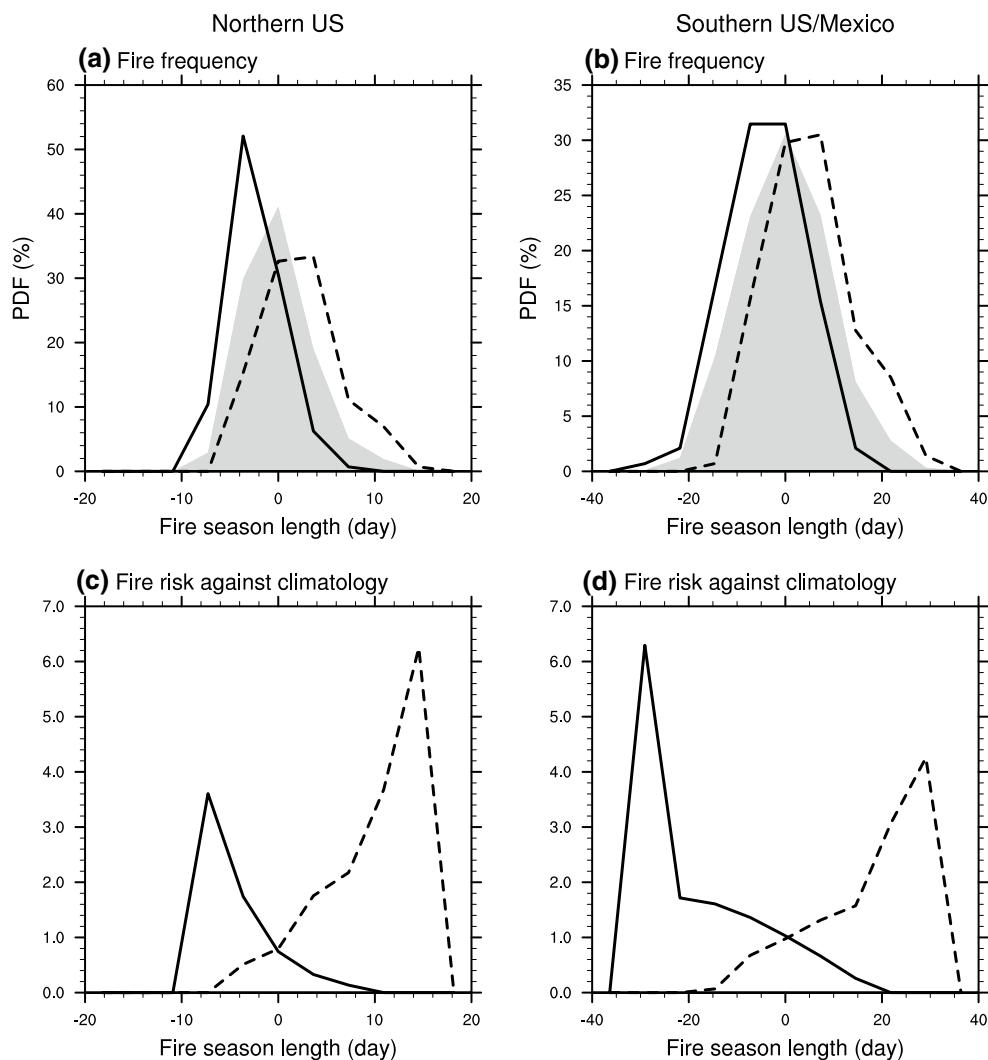 Northern US
Southern US/Mexico
(a) Fire frequency
(b) Fire frequency
60
50
40
30
20
10
0
PDF (%)
-20 -10 0 10 20
Fire season length (day)
35
30
25
20
15
10
5
0
PDF (%)
-40 -20 0 20 40
Fire season length (day)
(c) Fire risk against climatology
(d) Fire risk against climatology
7.0
6.0
5.0
4.0
3.0
2.0
1.0
0.0
-20 -10 0 10 20
Fire season length (day)
7.0
6.0
5.0
4.0
3.0
2.0
1.0
0.0
-40 -20 0 20 40
Fire season length (day)